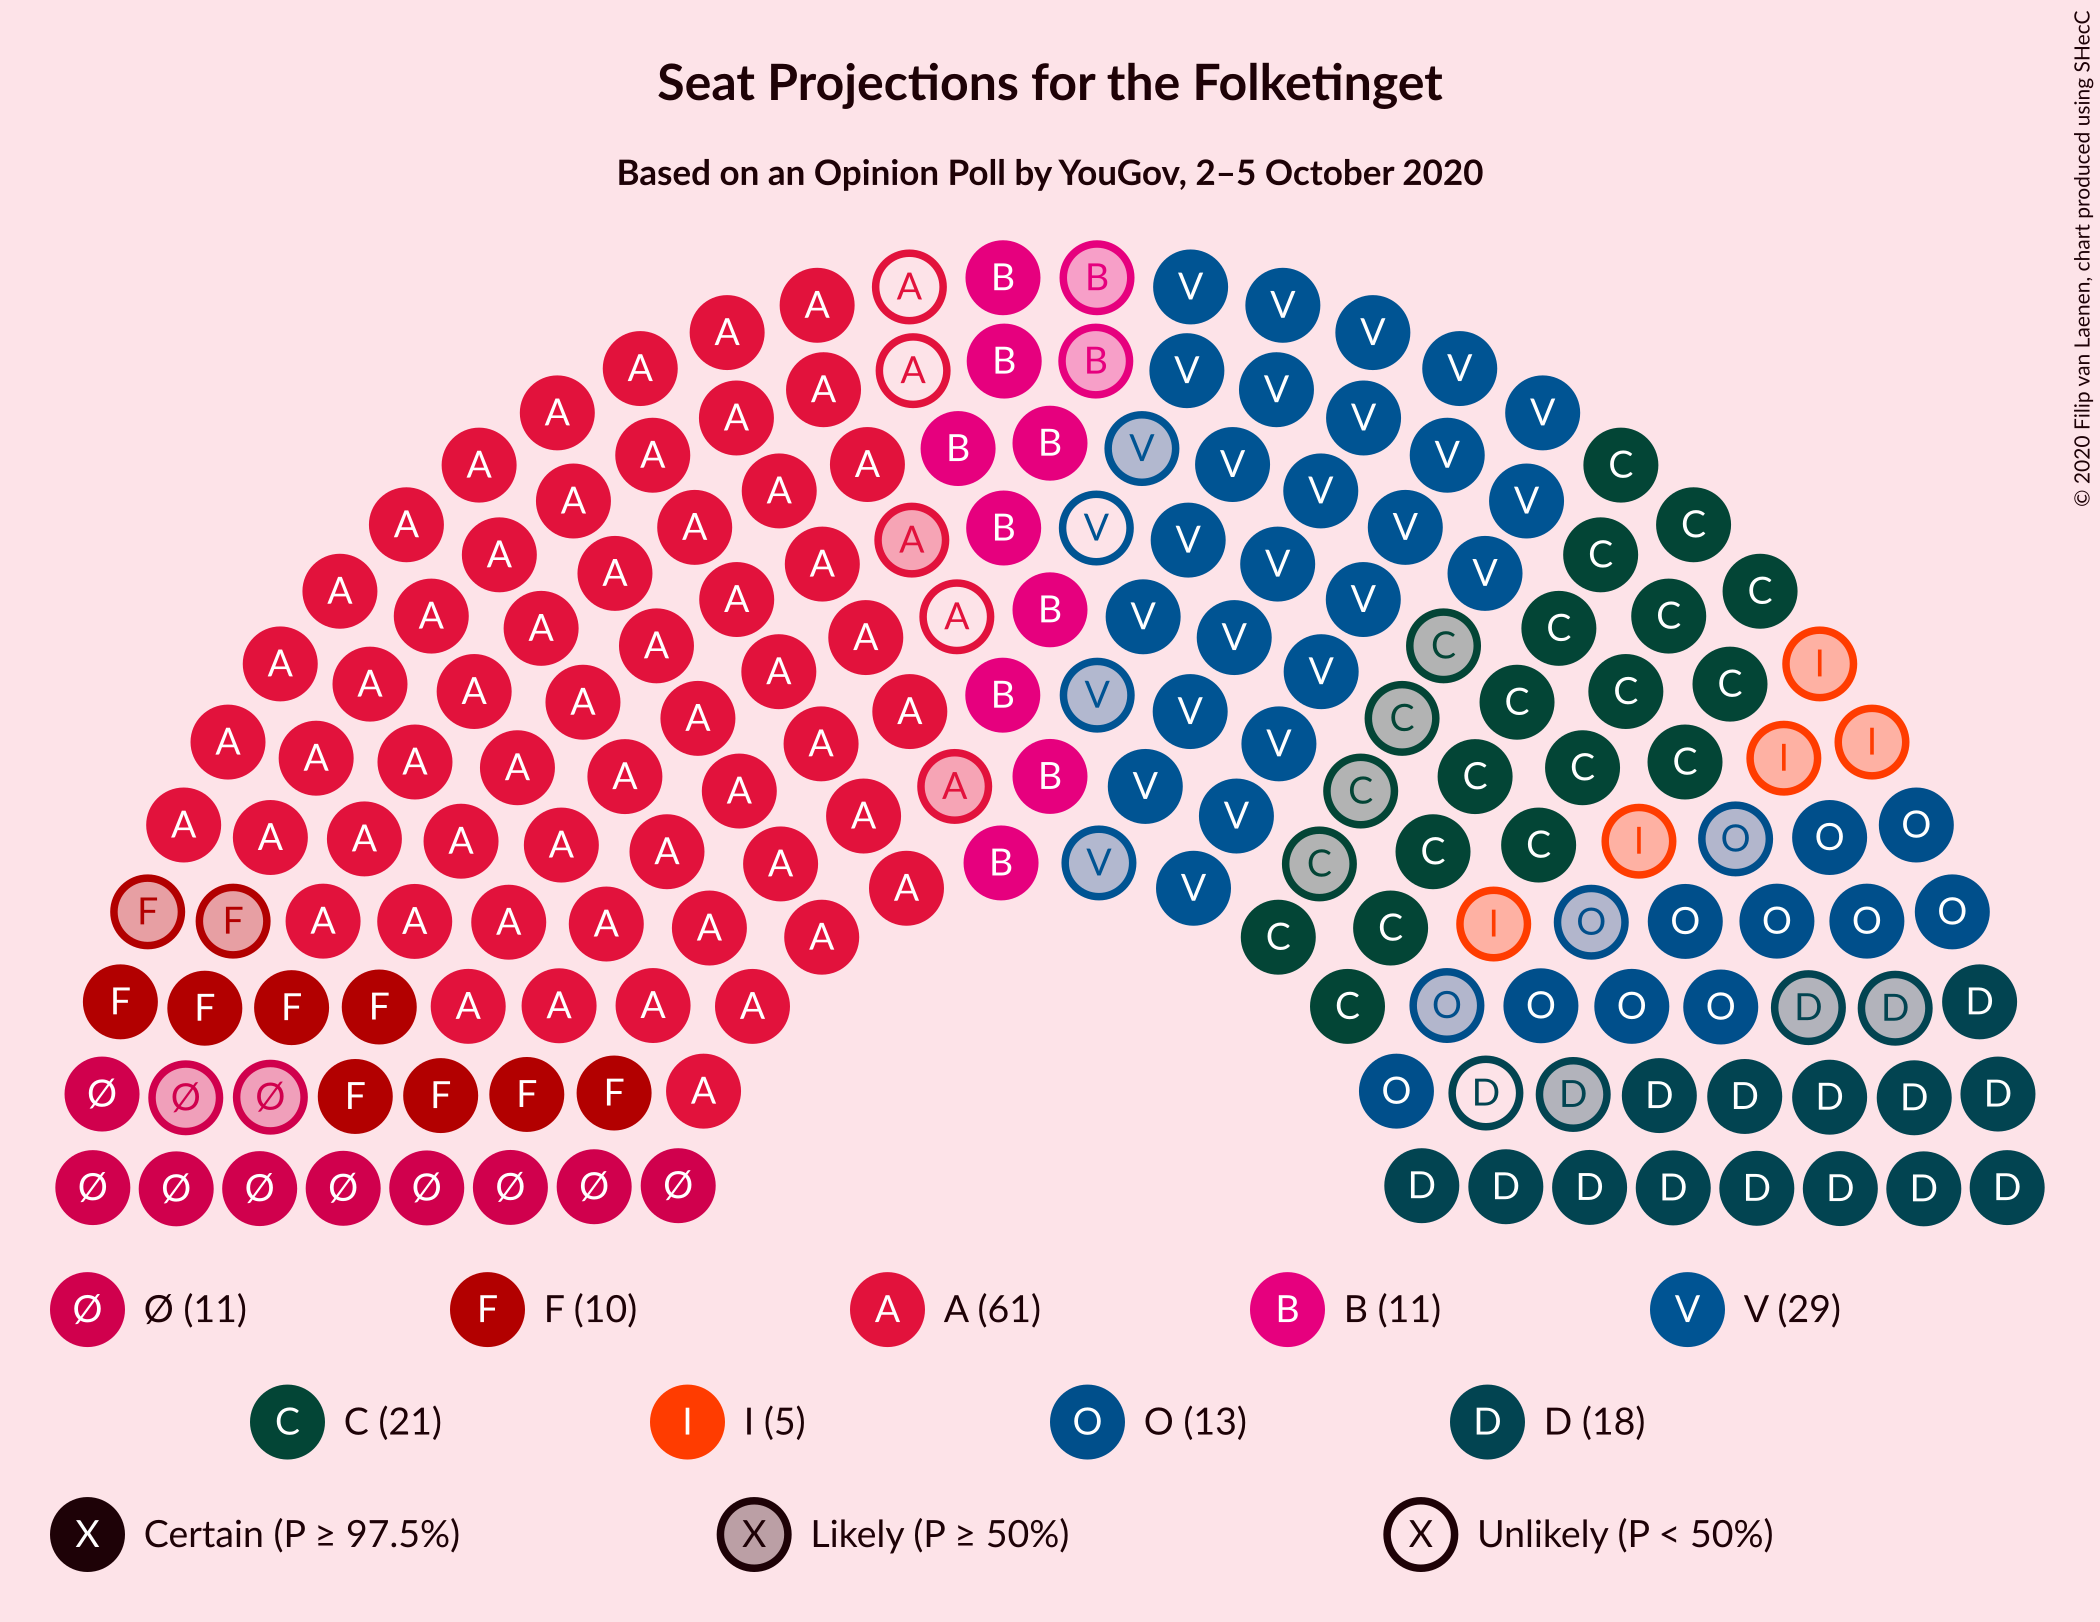 Seat Projections for the Folketinget
Based on an Opinion Poll by YouGov, 2–5 October 2020
© 2020 Filip van Laenen, chart produced using SHecC
A B B V
A V
A V
A A B B V V
A V
A A V V
A A A B B V V V C
A A V V
A A A A B V V V C C
A A A A V V V C
A A A A A B V V C C C
A A A A A B V V C C C I
A A A A V V C I
A A A A A A B V C C C C I
A A A A A A A A B V V C C C I O O O
F F A A A A A A A V C C I O O O O O
F F F F A A A A C O O O O D D D
Ø Ø Ø F F F F A O D D D D D D D
Ø Ø Ø Ø Ø Ø Ø Ø D D D D D D D D
Ø Ø (11) F F (10) A A (61) B B (11) V V (29)
C C (21) I I (5) O O (13) D D (18)
X Certain (P ≥ 97.5%) X Likely (P ≥ 50%) X Unlikely (P < 50%)